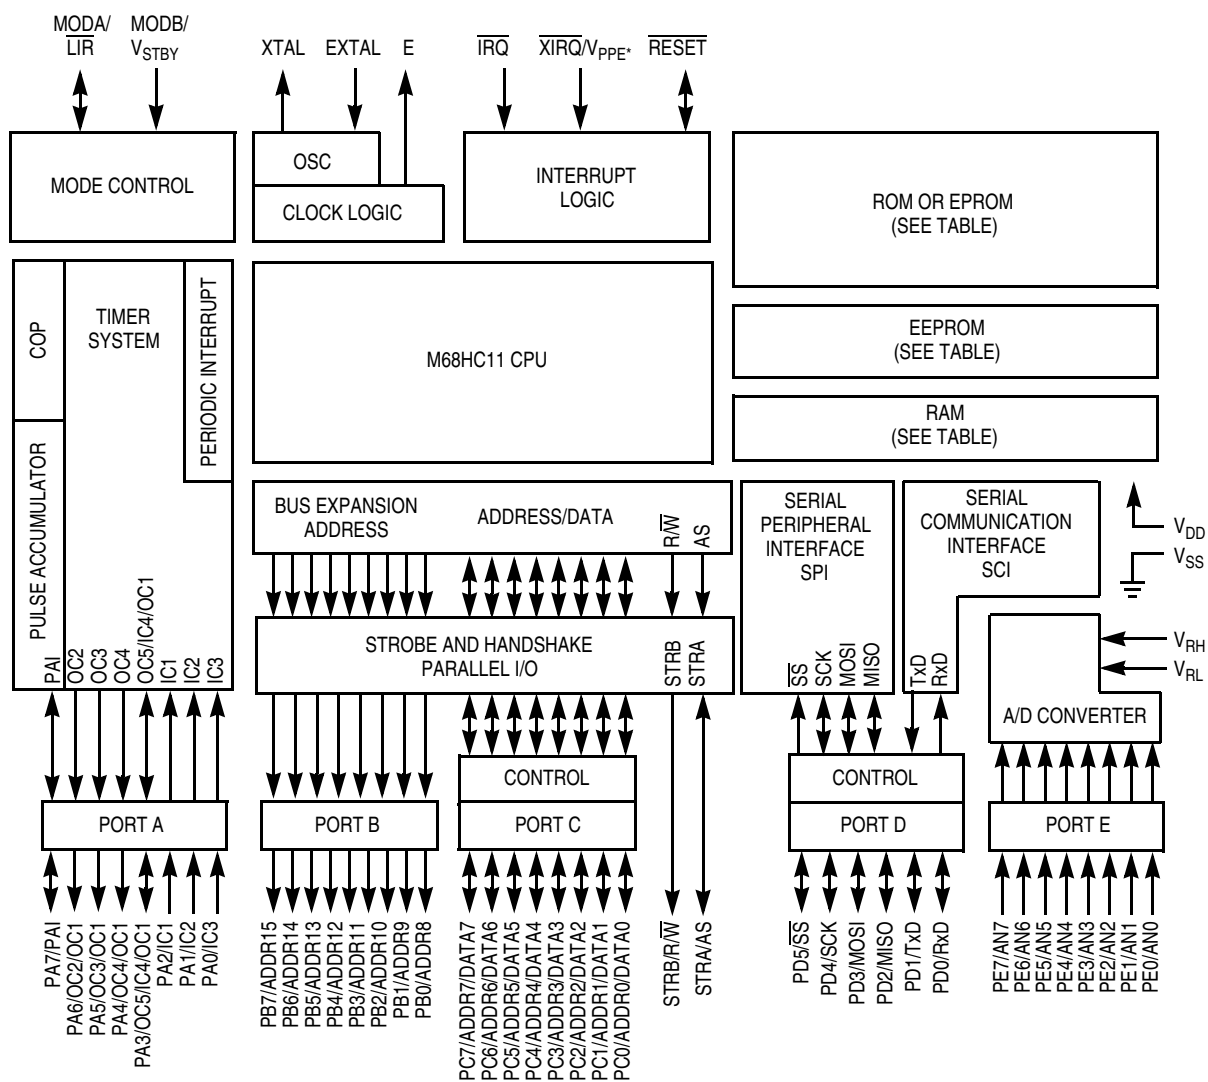 MODA/
LIR
MODB/
VSTBY
XTAL
EXTAL
E
IRQ
XIRQ/VPPE*
RESET
MODE CONTROL
OSC
CLOCK LOGIC
INTERRUPT
LOGIC
ROM OR EPROM
(SEE TABLE)
COP
TIMER
SYSTEM
PERIODIC INTERRUPT
M68HC11 CPU
EEPROM
(SEE TABLE)
RAM
(SEE TABLE)
PULSE ACCUMULATOR
BUS EXPANSION
ADDRESS
ADDRESS/DATA
R/W
AS
SERIAL
PERIPHERAL
INTERFACE
SPI
SERIAL
COMMUNICATION
INTERFACE
SCI
VDD
VSS
PAI
OC2
OC3
OC4
OC5/IC4/OC1
IC1
IC2
IC3
STROBE AND HANDSHAKE
PARALLEL I/O
STRB
STRA
SS
SCK
MOSI
MISO
TxD
RxD
VRH
VRL
A/D CONVERTER
CONTROL
CONTROL
PORT A
PORT B
PORT C
PORT D
PORT E
PA7/PAI
PA6/OC2/OC1
PA5/OC3/OC1
PA4/OC4/OC1
PA3/OC5/IC4/OC1
PA2/IC1
PA1/IC2
PA0/IC3
PB7/ADDR15
PB6/ADDR14
PB5/ADDR13
PB4/ADDR12
PB3/ADDR11
PB2/ADDR10
PB1/ADDR9
PB0/ADDR8
PC7/ADDR7/DATA7
PC6/ADDR6/DATA6
PC5/ADDR5/DATA5
PC4/ADDR4/DATA4
PC3/ADDR3/DATA3
PC2/ADDR2/DATA2
PC1/ADDR1/DATA1
PC0/ADDR0/DATA0
STRB/R/W
STRA/AS
PD5/SS
PD4/SCK
PD3/MOSI
PD2/MISO
PD1/TxD
PD0/RxD
PE7/AN7
PE6/AN6
PE5/AN5
PE4/AN4
PE3/AN3
PE2/AN2
PE1/AN1
PE0/AN0